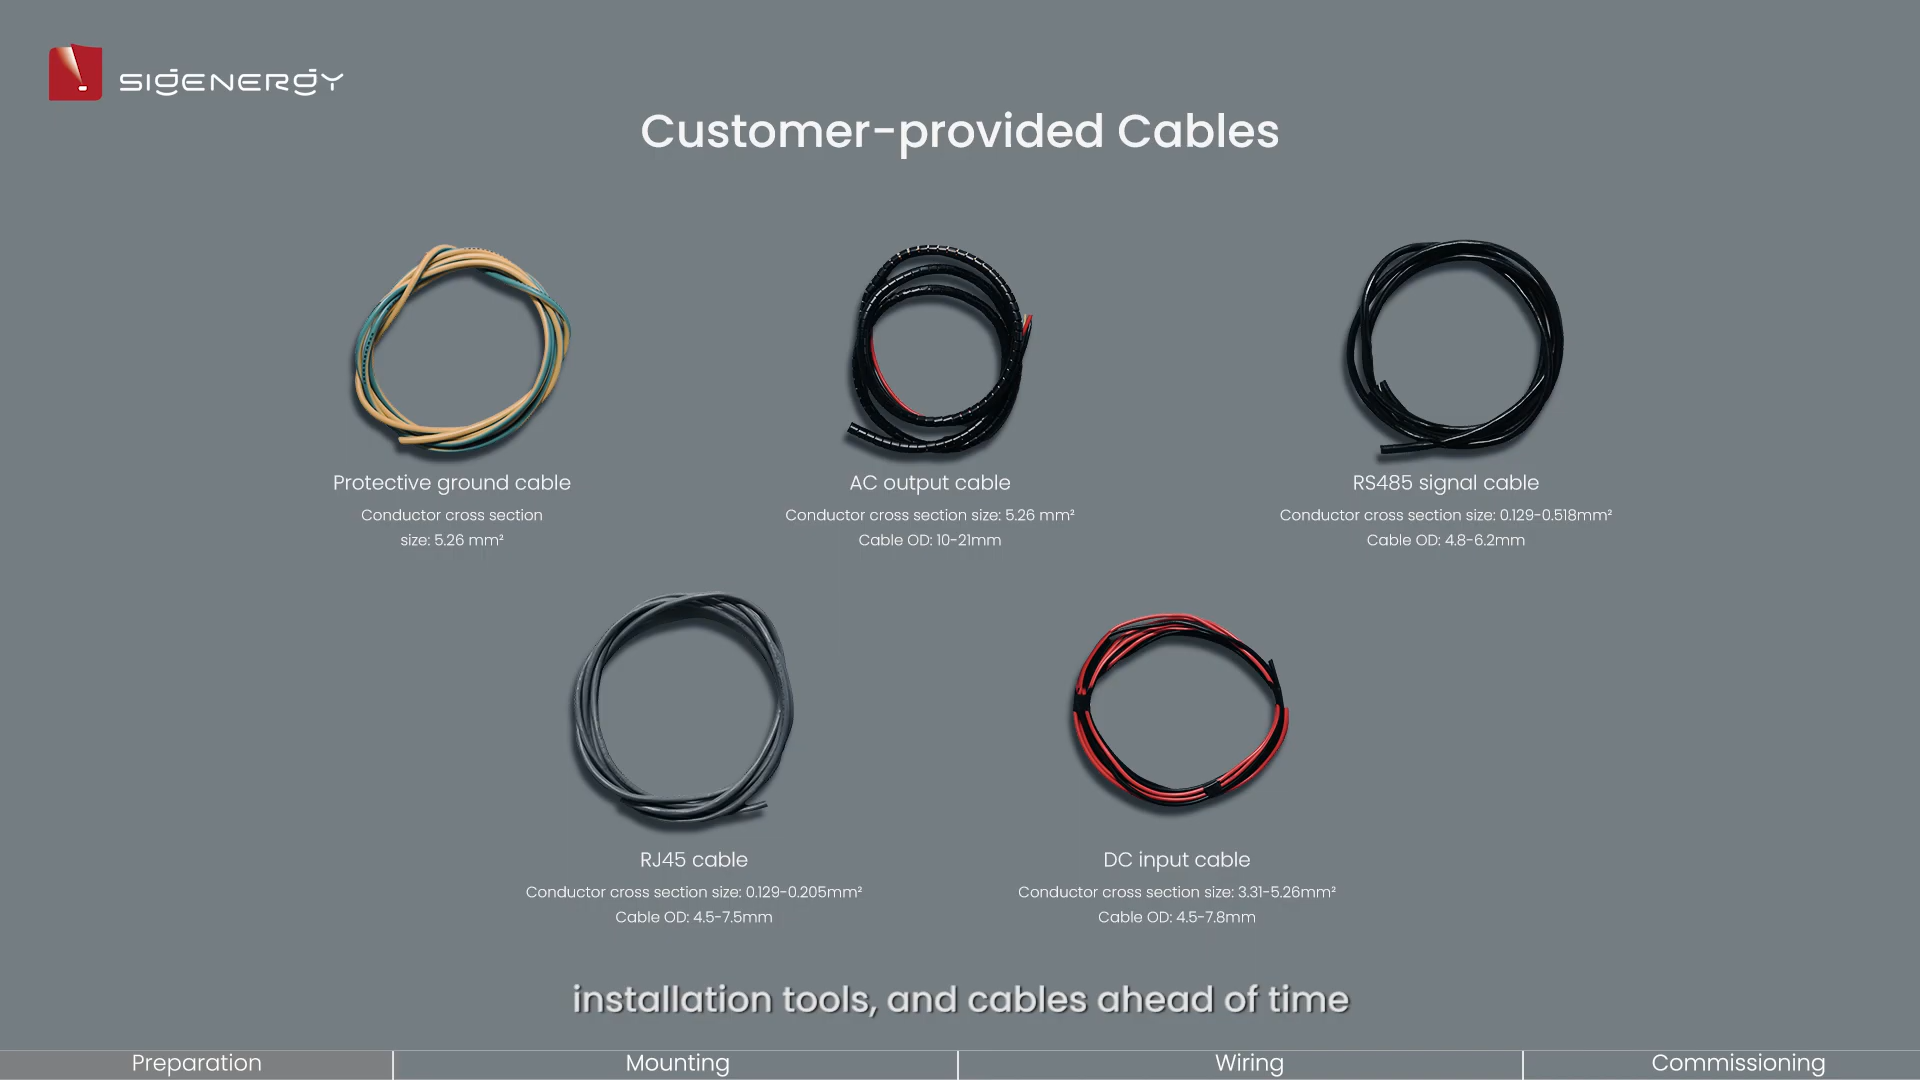 SIGENERGY
Customer-provided Cables
Protective ground cable
Conductor cross section
size: 5.26 mm²
AC output cable
Conductor cross section size: 5.26 mm²
Cable OD: 10-21mm
RS485 signal cable
Conductor cross section size: 0.129-0.518mm²
Cable OD: 4.8-6.2mm
RJ45 cable
Conductor cross section size: 0.129-0.205mm²
Cable OD: 4.5-7.5mm
DC input cable
Conductor cross section size: 3.31-5.26mm²
Cable OD: 4.5-7.8mm
installation tools, and cables ahead of time
Preparation
Mounting
Wiring
Commissioning